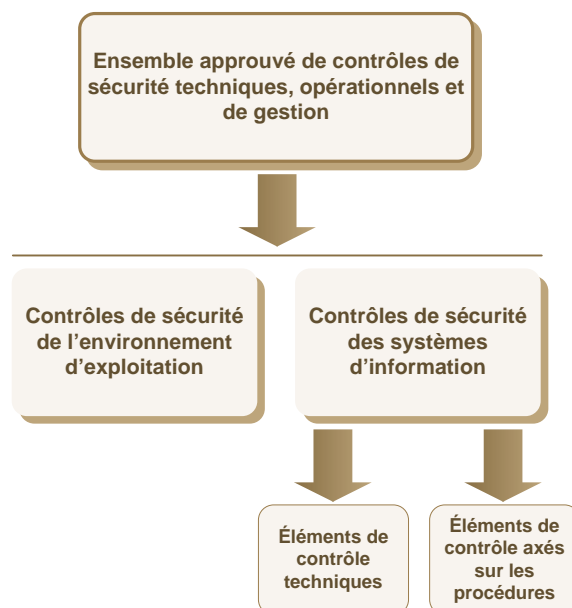 Ensemble approuvé de contrôles de
sécurité techniques, opérationnels et
de gestion
Contrôles de sécurité
de l'environnement
d'exploitation
Contrôles de sécurité
des systèmes
d'information
Éléments de
contrôle
techniques
Éléments de
contrôle axés
sur les
procédures